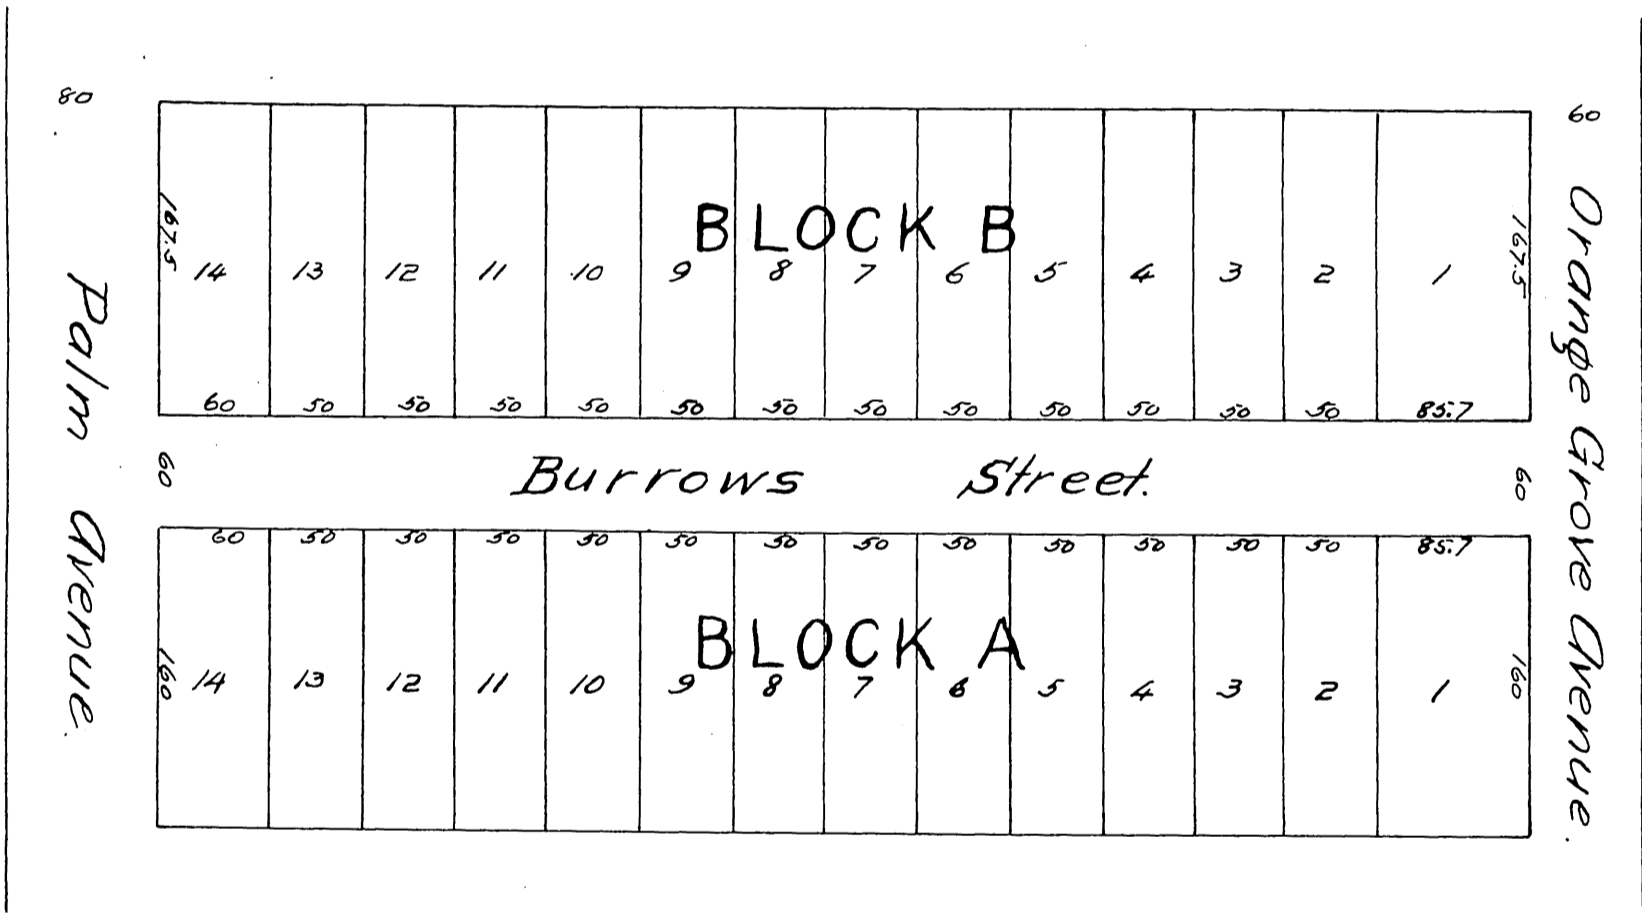 80
60
BLOCK B
167.5
167.5
14 13 12 11 10 9 8 7 6 5 4 3 2 1
60 50 50 50 50 50 50 50 50 50 50 50 50 85.7
Palm Avenue.
Orange Grove Avenue.
60
Burrows Street.
60
60 50 50 50 50 50 50 50 50 50 50 50 50 85.7
BLOCK A
160
160
14 13 12 11 10 9 8 7 6 5 4 3 2 1